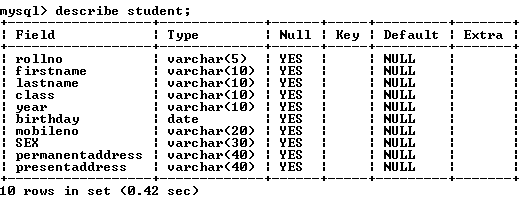 mysql> describe student;
+------------------+-------------+------+-----+---------+-------+
| Field            | Type        | Null | Key | Default | Extra |
+------------------+-------------+------+-----+---------+-------+
| rollno           | varchar(5)  | YES  |     | NULL    |       |
| firstname        | varchar(10) | YES  |     | NULL    |       |
| lastname         | varchar(10) | YES  |     | NULL    |       |
| class            | varchar(10) | YES  |     | NULL    |       |
| year             | varchar(10) | YES  |     | NULL    |       |
| birthday         | date        | YES  |     | NULL    |       |
| mobileno         | varchar(20) | YES  |     | NULL    |       |
| SEX              | varchar(30) | YES  |     | NULL    |       |
| permanentaddress | varchar(40) | YES  |     | NULL    |       |
| presentaddress   | varchar(40) | YES  |     | NULL    |       |
+------------------+-------------+------+-----+---------+-------+
10 rows in set (0.42 sec)